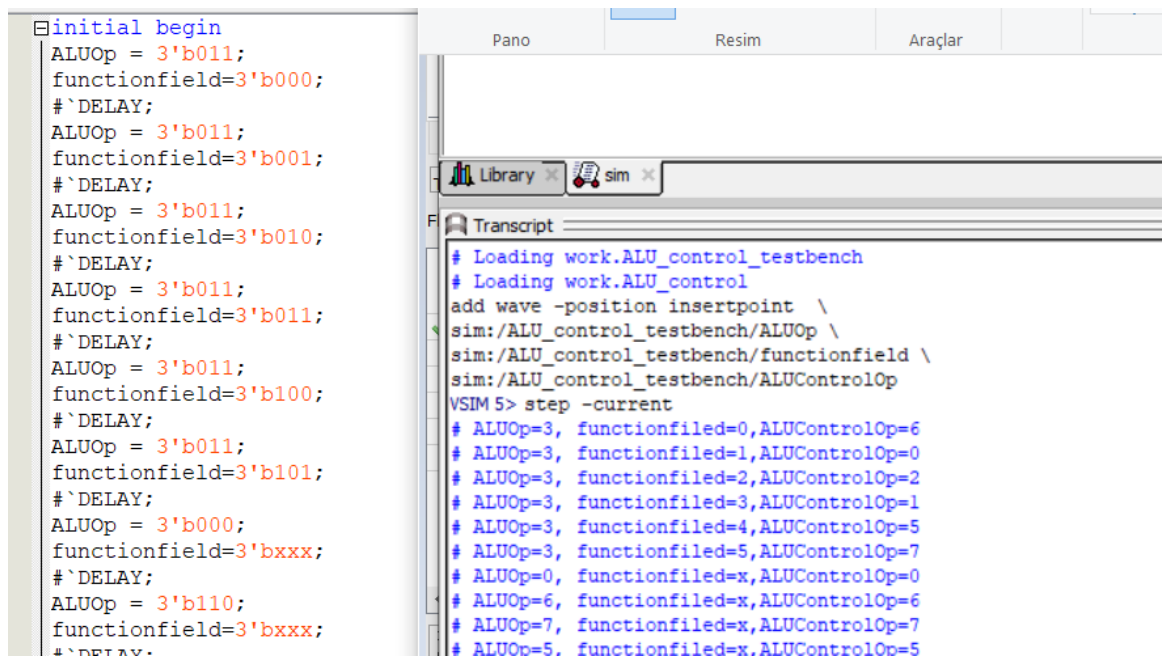 initial begin
ALUOp = 3'b011;
functionfield=3'b000;
#`DELAY;
ALUOp = 3'b011;
functionfield=3'b001;
#`DELAY;
ALUOp = 3'b011;
functionfield=3'b010;
#`DELAY;
ALUOp = 3'b011;
functionfield=3'b011;
#`DELAY;
ALUOp = 3'b011;
functionfield=3'b100;
#`DELAY;
ALUOp = 3'b011;
functionfield=3'b101;
#`DELAY;
ALUOp = 3'b000;
functionfield=3'bxxx;
#`DELAY;
ALUOp = 3'b110;
functionfield=3'bxxx;
#`DELAY;
Pano Resim Araçlar
Library sim
Transcript
# Loading work.ALU_control_testbench
# Loading work.ALU_control
add wave -position insertpoint \
sim:/ALU_control_testbench/ALUOp \
sim:/ALU_control_testbench/functionfield \
sim:/ALU_control_testbench/ALUControlOp
VSIM 5> step -current
# ALUOp=3, functionfiled=0,ALUControlOp=6
# ALUOp=3, functionfiled=1,ALUControlOp=0
# ALUOp=3, functionfiled=2,ALUControlOp=2
# ALUOp=3, functionfiled=3,ALUControlOp=1
# ALUOp=3, functionfiled=4,ALUControlOp=5
# ALUOp=3, functionfiled=5,ALUControlOp=7
# ALUOp=0, functionfiled=x,ALUControlOp=0
# ALUOp=6, functionfiled=x,ALUControlOp=6
# ALUOp=7, functionfiled=x,ALUControlOp=7
# ALUOp=5, functionfiled=x,ALUControlOp=5